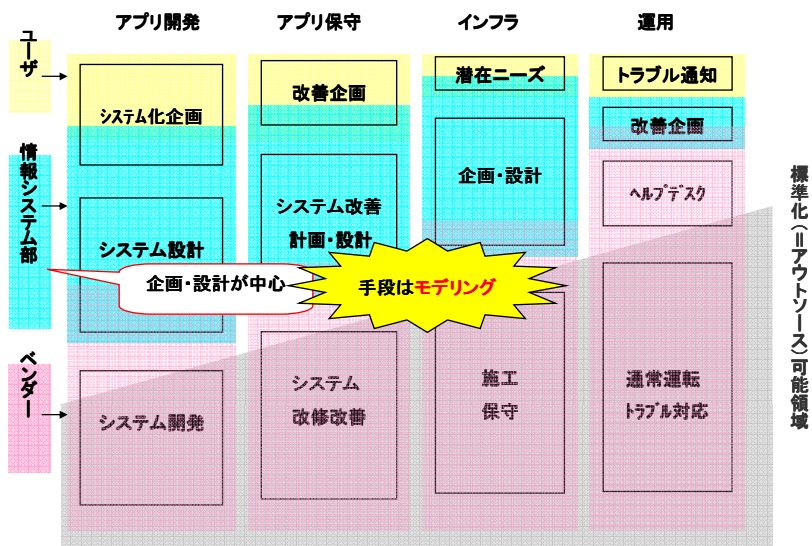 アプリ開発
アプリ保守
インフラ
運用
ユーザ
情報システム部
ベンダー
システム化企画
システム設計
システム開発
改善企画
システム改善
計画・設計
システム
改修改善
潜在ニーズ
企画・設計
施工
保守
トラブル通知
改善企画
ヘルプデスク
通常運転
トラブル対応
企画・設計が中心
手段はモデリング
標準化(=アウトソース)可能領域